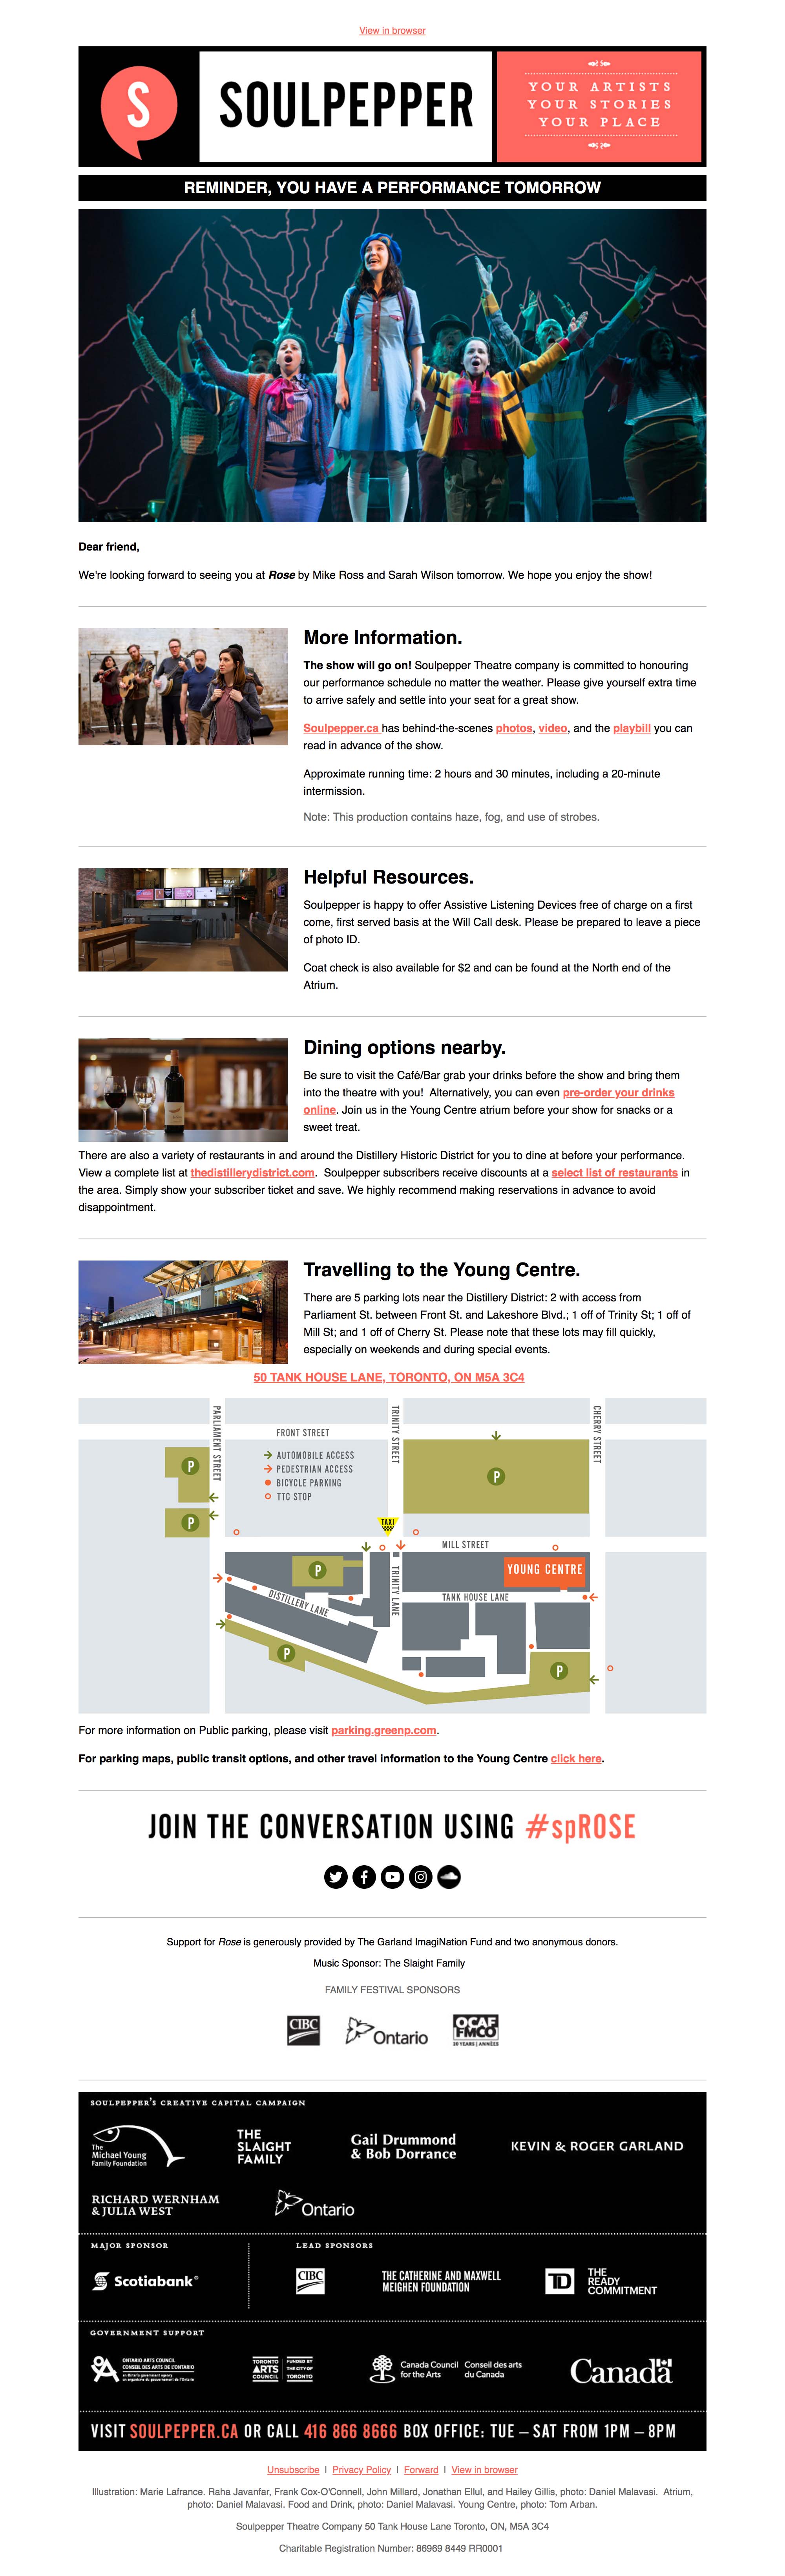 View in browser
S
SOULPEPPER
YOUR ARTISTS
YOUR STORIES
YOUR PLACE
REMINDER, YOU HAVE A PERFORMANCE TOMORROW
Dear friend,
We're looking forward to seeing you at Rose by Mike Ross and Sarah Wilson tomorrow. We hope you enjoy the show!
More Information.
The show will go on! Soulpepper Theatre company is committed to honouring
our performance schedule no matter the weather. Please give yourself extra time
to arrive safely and settle into your seat for a great show.
Soulpepper.ca has behind-the-scenes photos, video, and the playbill you can
read in advance of the show.
Approximate running time: 2 hours and 30 minutes, including a 20-minute
intermission.
Note: This production contains haze, fog, and use of strobes.
Helpful Resources.
Soulpepper is happy to offer Assistive Listening Devices free of charge on a first
come, first served basis at the Will Call desk. Please be prepared to leave a piece
of photo ID.
Coat check is also available for $2 and can be found at the North end of the
Atrium.
Dining options nearby.
Be sure to visit the Café/Bar grab your drinks before the show and bring them
into the theatre with you!  Alternatively, you can even pre-order your drinks
online. Join us in the Young Centre atrium before your show for snacks or a
sweet treat.
There are also a variety of restaurants in and around the Distillery Historic District for you to dine at before your performance.
View a complete list at thedistillerydistrict.com.  Soulpepper subscribers receive discounts at a select list of restaurants in
the area. Simply show your subscriber ticket and save. We highly recommend making reservations in advance to avoid
disappointment.
Travelling to the Young Centre.
There are 5 parking lots near the Distillery District: 2 with access from
Parliament St. between Front St. and Lakeshore Blvd.; 1 off of Trinity St; 1 off of
Mill St; and 1 off of Cherry St. Please note that these lots may fill quickly,
especially on weekends and during special events.
50 TANK HOUSE LANE, TORONTO, ON M5A 3C4
PARLIAMENT STREET
FRONT STREET
TRINITY STREET
CHERRY STREET
AUTOMOBILE ACCESS
PEDESTRIAN ACCESS
BICYCLE PARKING
TTC STOP
P
P
P
TAXI
MILL STREET
P
YOUNG CENTRE
DISTILLERY LANE
TRINITY LANE
TANK HOUSE LANE
P
P
For more information on Public parking, please visit parking.greenp.com.
For parking maps, public transit options, and other travel information to the Young Centre click here.
JOIN THE CONVERSATION USING #spROSE
Support for Rose is generously provided by The Garland ImagiNation Fund and two anonymous donors.
Music Sponsor: The Slaight Family
FAMILY FESTIVAL SPONSORS
CIBC
Ontario
OCAF
FMCO
20 YEARS | ANNÉES
SOULPEPPER'S CREATIVE CAPITAL CAMPAIGN
The
Michael Young
Family Foundation
THE
SLAIGHT
FAMILY
Gail Drummond
& Bob Dorrance
KEVIN & ROGER GARLAND
RICHARD WERNHAM
& JULIA WEST
Ontario
MAJOR SPONSOR
LEAD SPONSORS
Scotiabank®
CIBC
THE CATHERINE AND MAXWELL
MEIGHEN FOUNDATION
TD
THE
READY
COMMITMENT
GOVERNMENT SUPPORT
ONTARIO ARTS COUNCIL
CONSEIL DES ARTS DE L'ONTARIO
an Ontario government agency
un organisme du gouvernement de l'Ontario
TORONTO
ARTS
COUNCIL
FUNDED BY
THE CITY OF
TORONTO
Canada Council
for the Arts
Conseil des arts
du Canada
Canada
VISIT SOULPEPPER.CA OR CALL 416 866 8666 BOX OFFICE: TUE – SAT FROM 1PM – 8PM
Unsubscribe | Privacy Policy | Forward | View in browser
Illustration: Marie Lafrance. Raha Javanfar, Frank Cox-O'Connell, John Millard, Jonathan Ellul, and Hailey Gillis, photo: Daniel Malavasi.  Atrium,
photo: Daniel Malavasi. Food and Drink, photo: Daniel Malavasi. Young Centre, photo: Tom Arban.
Soulpepper Theatre Company 50 Tank House Lane Toronto, ON, M5A 3C4
Charitable Registration Number: 86969 8449 RR0001